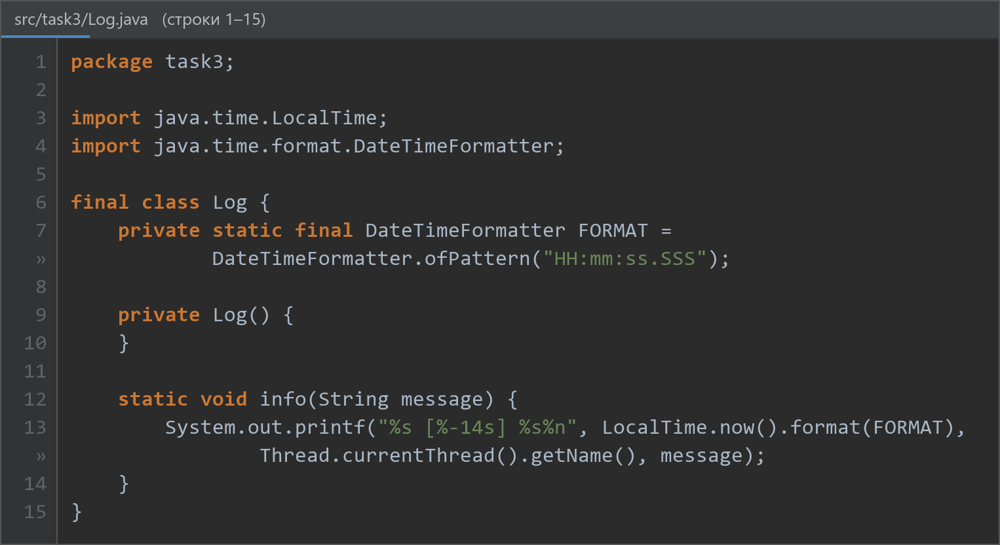 src/task3/Log.java (строки 1–15)
1 package task3;
2
3 import java.time.LocalTime;
4 import java.time.format.DateTimeFormatter;
5
6 final class Log {
7     private static final DateTimeFormatter FORMAT =
»             DateTimeFormatter.ofPattern("HH:mm:ss.SSS");
8
9     private Log() {
10     }
11
12     static void info(String message) {
13         System.out.printf("%s [%-14s] %s%n", LocalTime.now().format(FORMAT),
»                 Thread.currentThread().getName(), message);
14     }
15 }